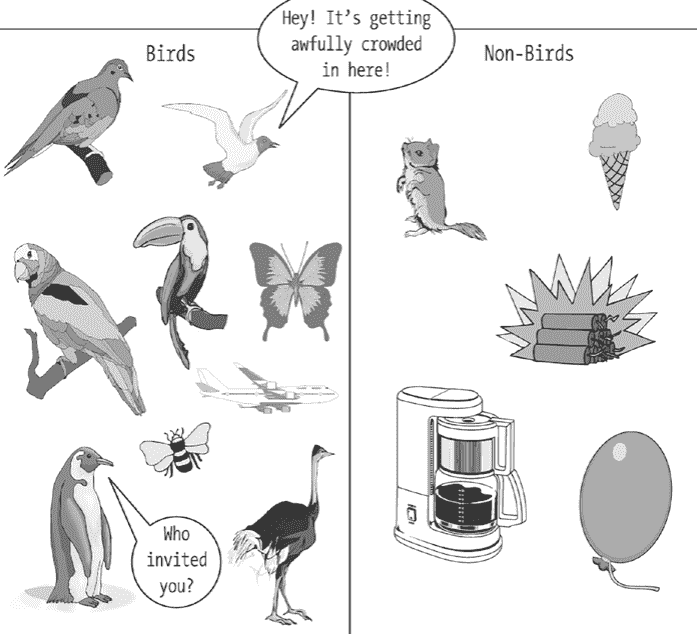 Hey! It's getting
awfully crowded
in here!
Birds
Non-Birds
Who
invited
you?